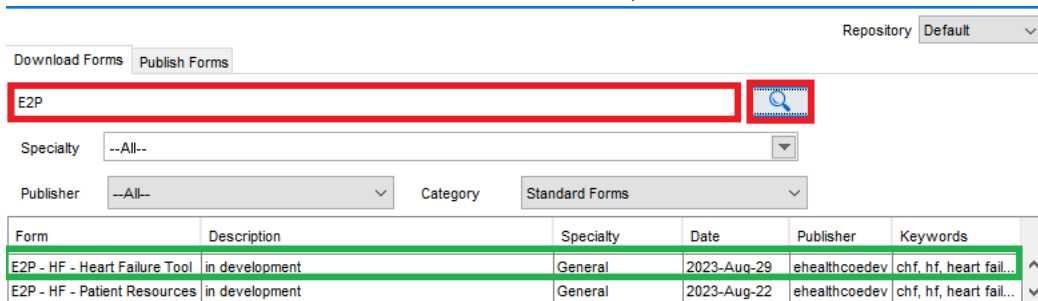 Repository Default
Download Forms Publish Forms
E2P
Specialty --All--
Publisher --All-- Category Standard Forms
Form Description Specialty Date Publisher Keywords
E2P - HF - Heart Failure Tool in development General 2023-Aug-29 ehealthcoedev chf, hf, heart fail...
E2P - HF - Patient Resources in development General 2023-Aug-22 ehealthcoedev chf, hf, heart fail...